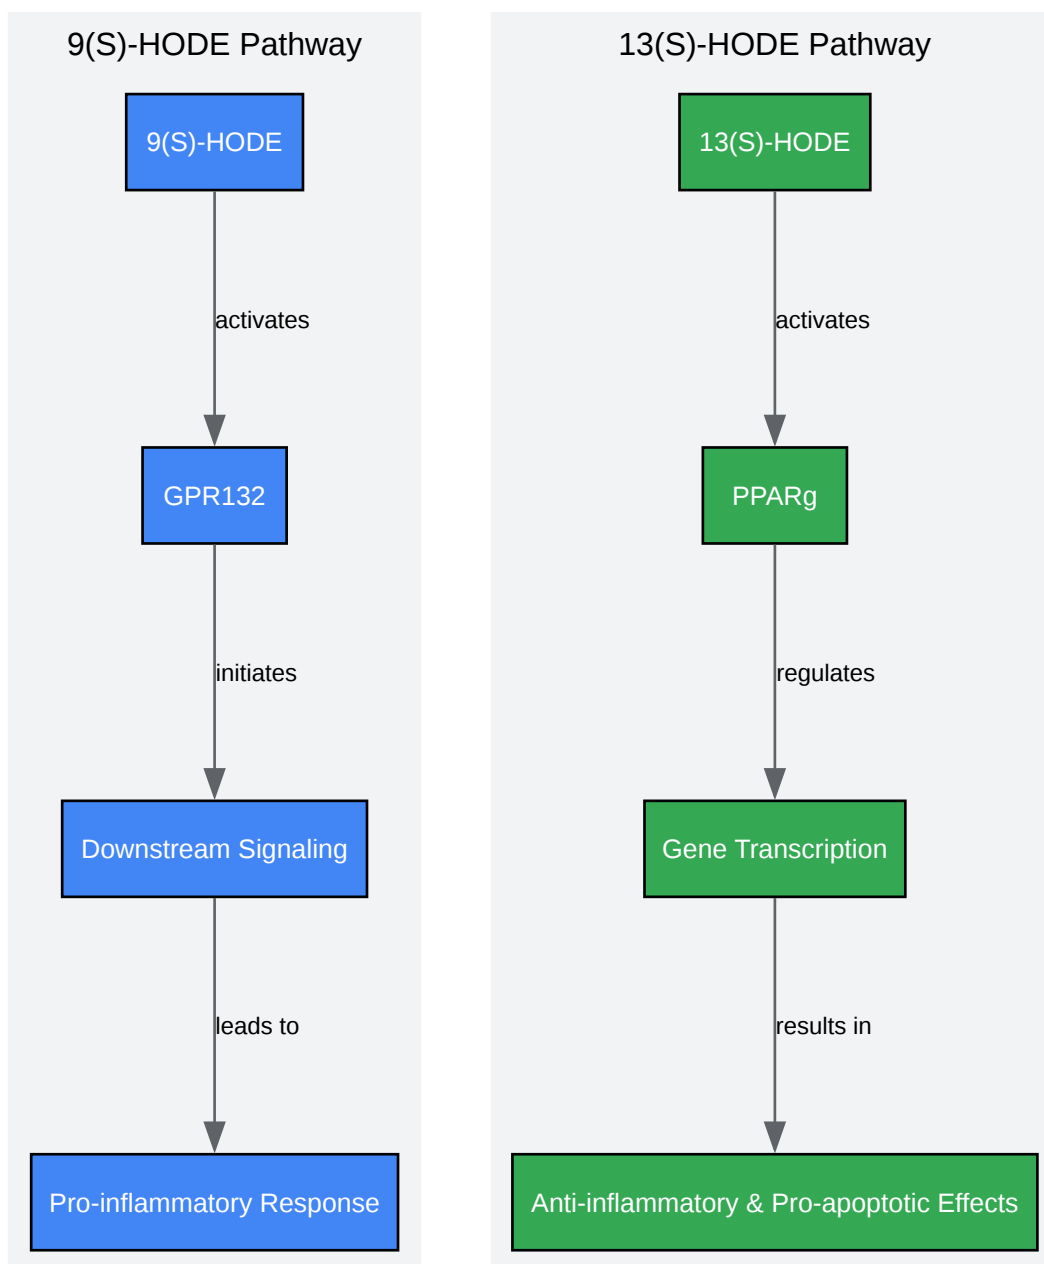 9(S)-HODE Pathway
9(S)-HODE
activates
GPR132
initiates
Downstream Signaling
leads to
Pro-inflammatory Response
13(S)-HODE Pathway
13(S)-HODE
activates
PPARg
regulates
Gene Transcription
results in
Anti-inflammatory & Pro-apoptotic Effects